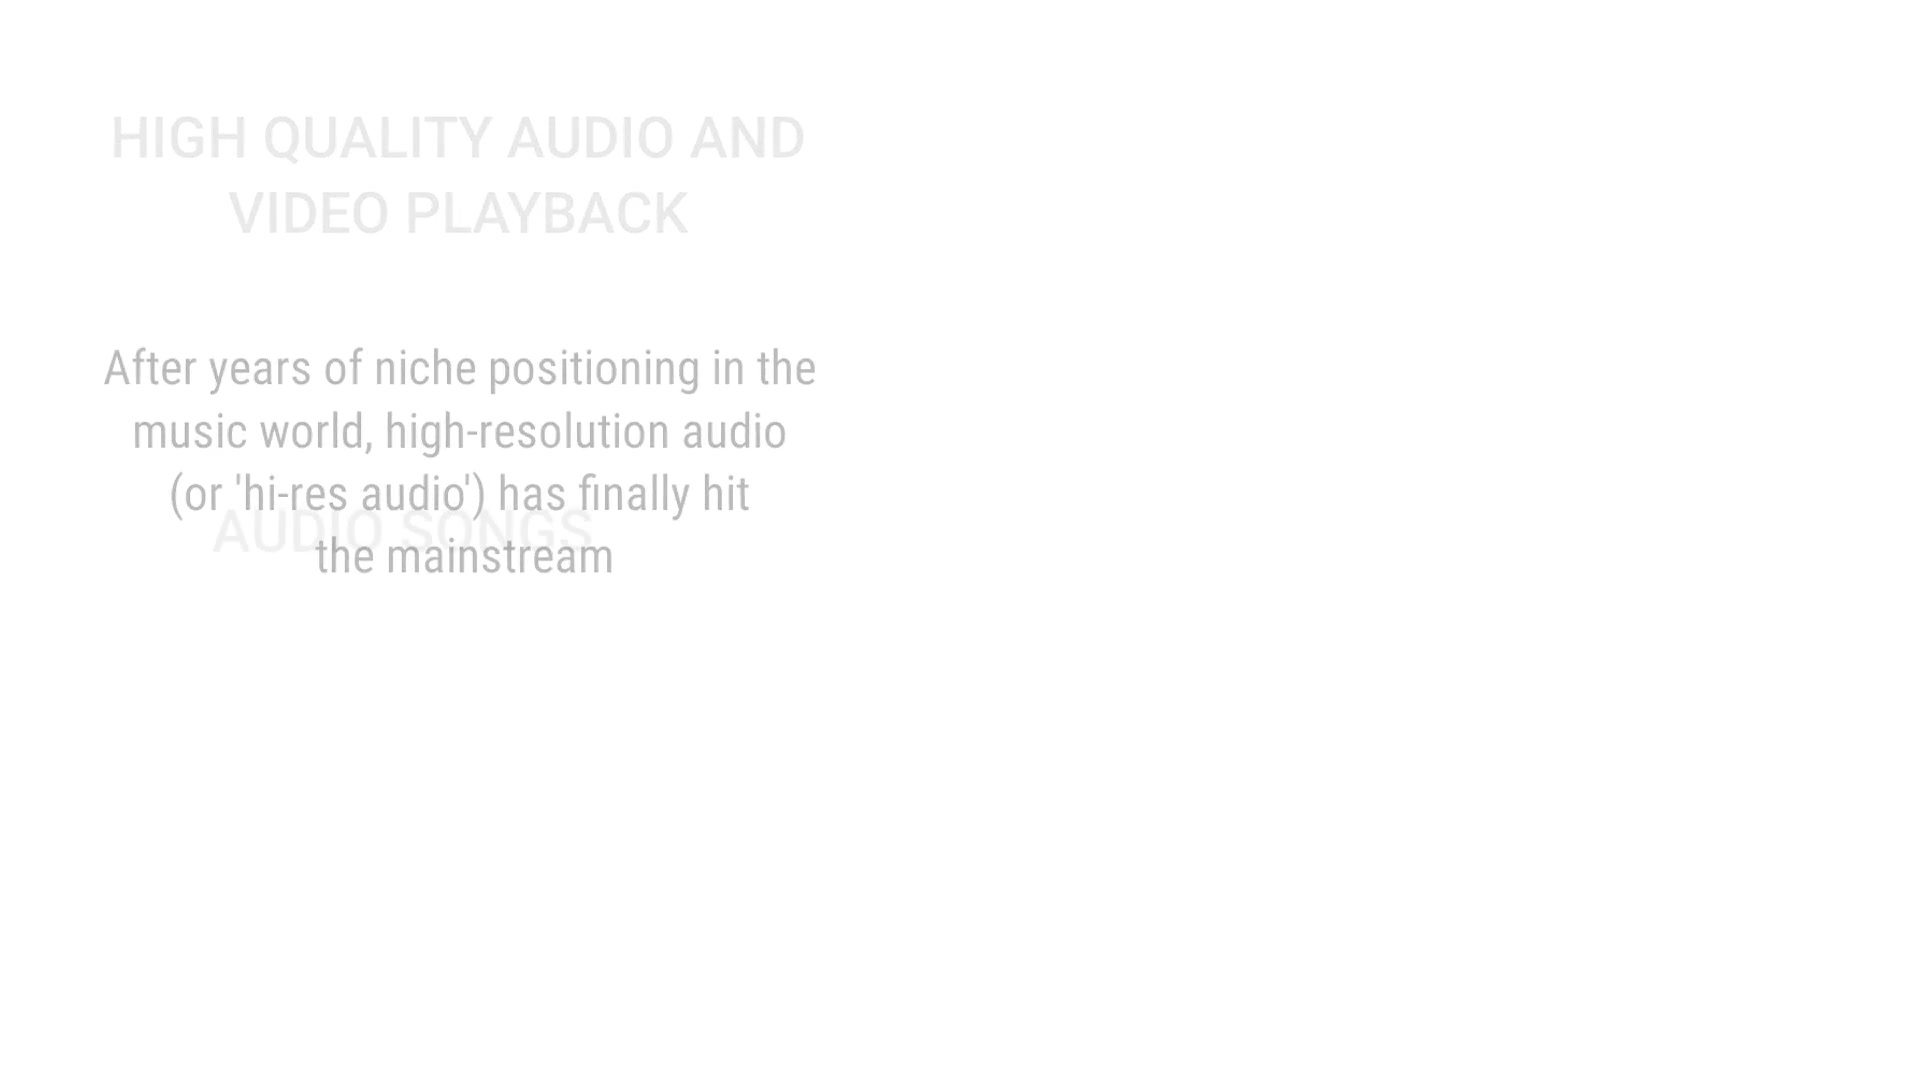 HIGH QUALITY AUDIO AND
VIDEO PLAYBACK
After years of niche positioning in the
music world, high-resolution audio
(or 'hi-res audio') has finally hit
AUDIO SONGS
the mainstream